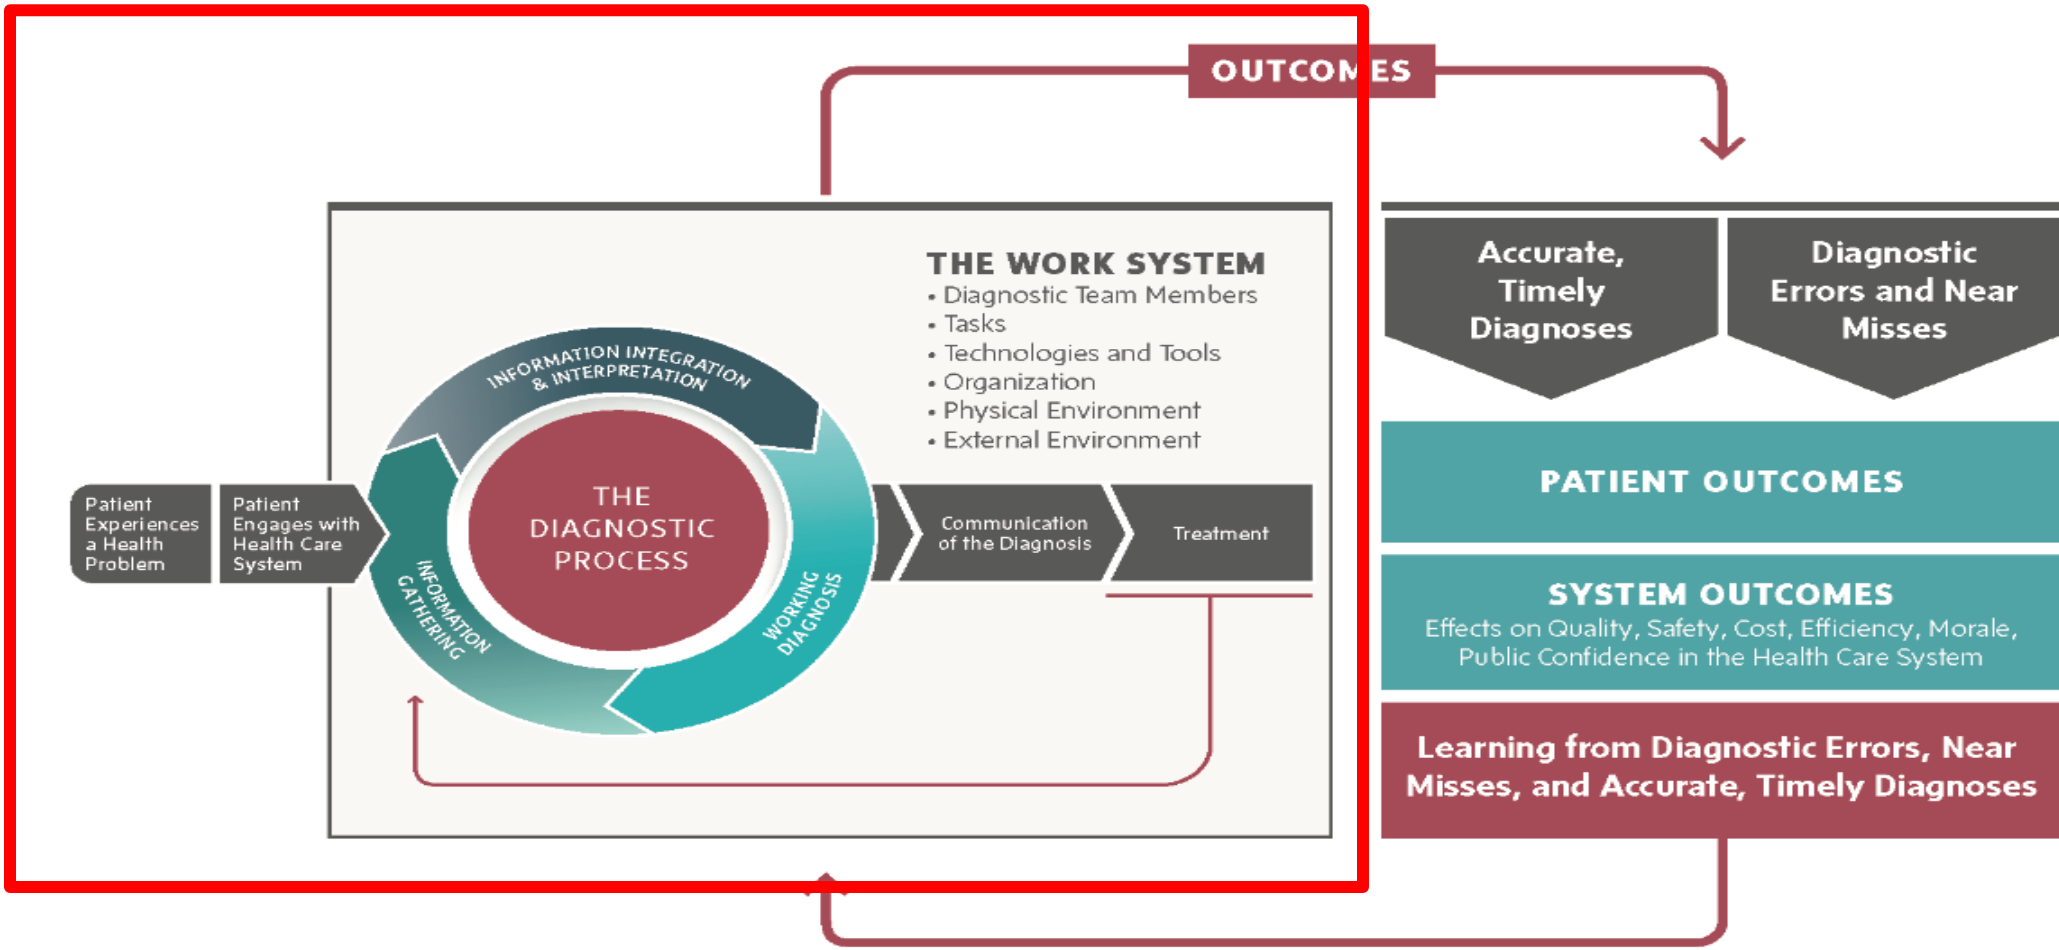 OUTCOMES
THE WORK SYSTEM
• Diagnostic Team Members
• Tasks
• Technologies and Tools
• Organization
• Physical Environment
• External Environment
Patient
Experiences
a Health
Problem
Patient
Engages with
Health Care
System
INFORMATION INTEGRATION
& INTERPRETATION
INFORMATION
GATHERING
THE
DIAGNOSTIC
PROCESS
WORKING
DIAGNOSIS
Communication
of the Diagnosis
Treatment
Accurate,
Timely
Diagnoses
Diagnostic
Errors and Near
Misses
PATIENT OUTCOMES
SYSTEM OUTCOMES
Effects on Quality, Safety, Cost, Efficiency, Morale,
Public Confidence in the Health Care System
Learning from Diagnostic Errors, Near
Misses, and Accurate, Timely Diagnoses